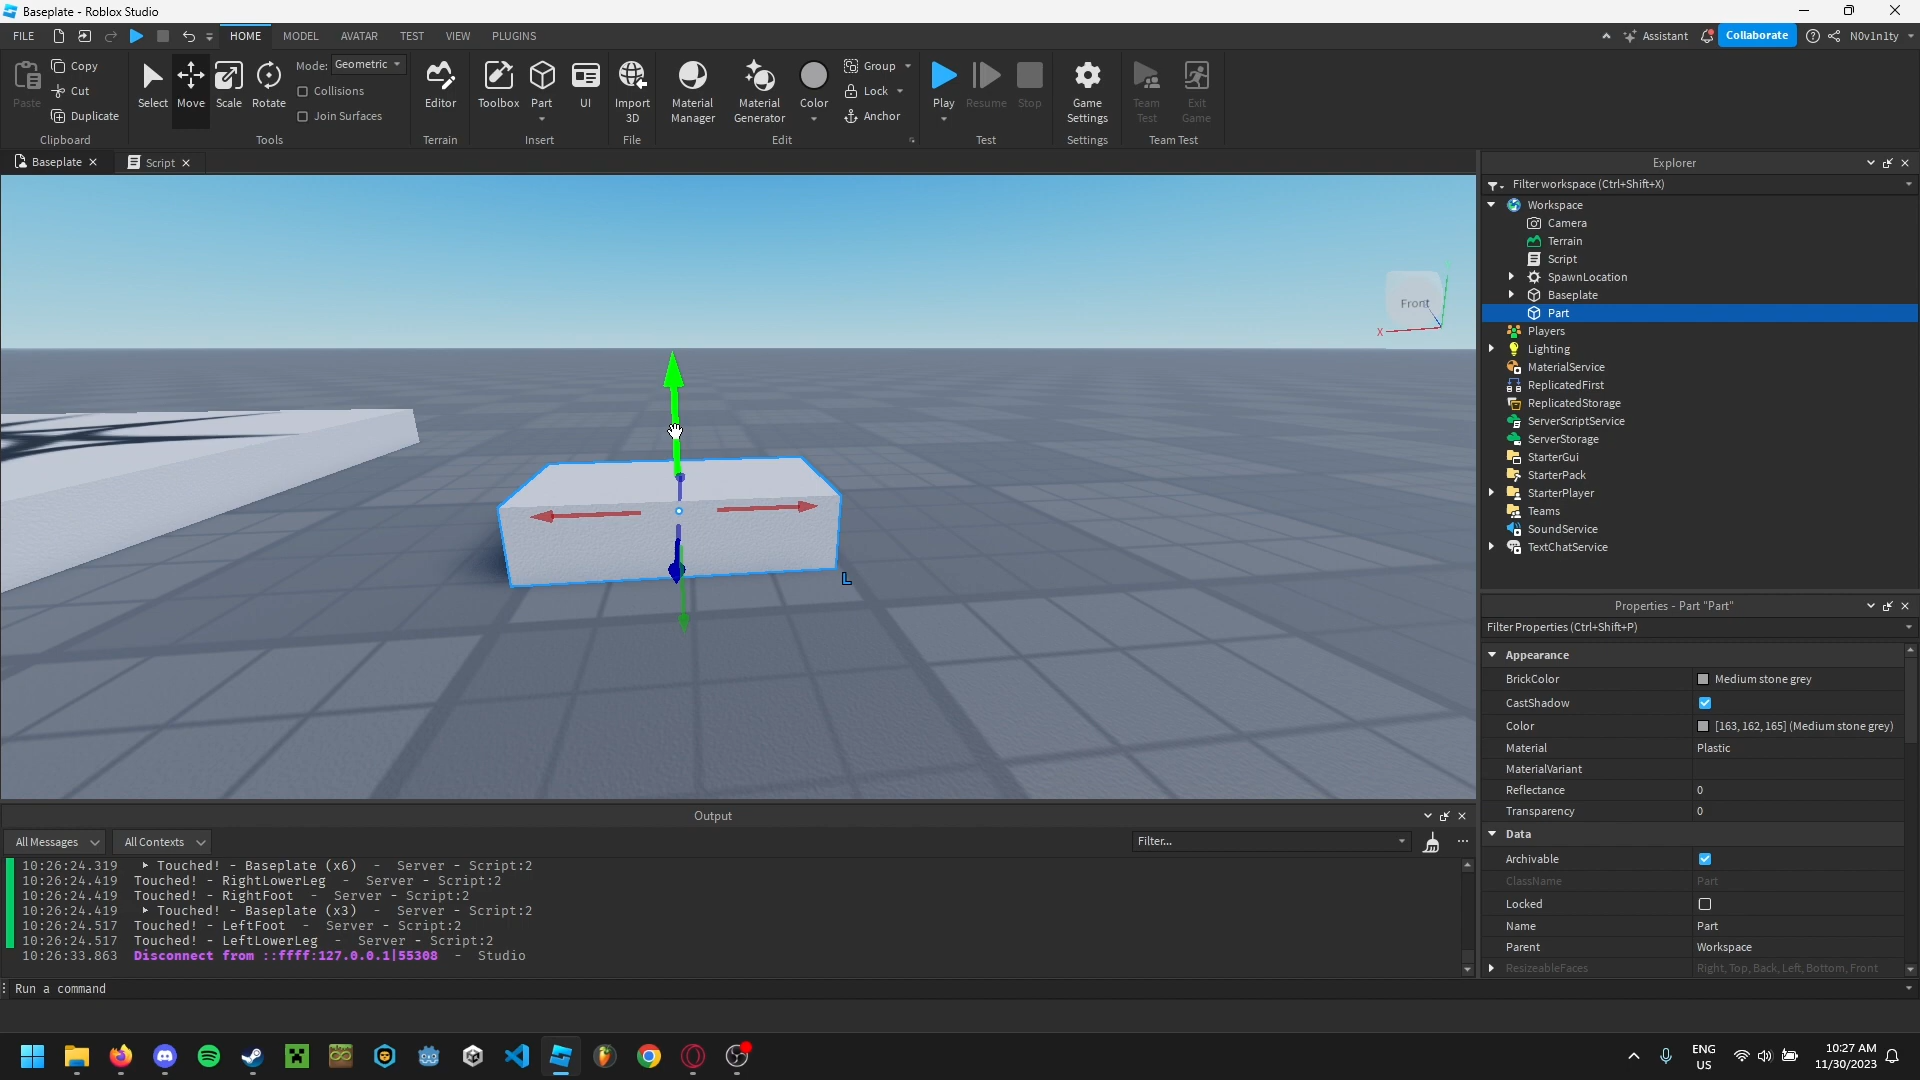 Baseplate - Roblox Studio
FILE HOME MODEL AVATAR TEST VIEW PLUGINS Assistant Collaborate N0v1n1ty
Paste
Copy
Cut
Duplicate
Clipboard
Select Move Scale Rotate
Mode: Geometric
Collisions
Join Surfaces
Tools
Editor
Terrain
Toolbox Part UI
Insert
Import
3D
File
Material
Manager
Material
Generator
Color
Group
Lock
Anchor
Edit
Play Resume Stop
Test
Game
Settings
Settings
Team
Test
Exit
Game
Team Test
Baseplate Script
Front
X
L
Explorer
Filter workspace (Ctrl+Shift+X)
Workspace
Camera
Terrain
Script
SpawnLocation
Baseplate
Part
Players
Lighting
MaterialService
ReplicatedFirst
ReplicatedStorage
ServerScriptService
ServerStorage
StarterGui
StarterPack
StarterPlayer
Teams
SoundService
TextChatService
Properties - Part "Part"
Filter Properties (Ctrl+Shift+P)
Appearance
BrickColor Medium stone grey
CastShadow
Color [163, 162, 165] (Medium stone grey)
Material Plastic
MaterialVariant
Reflectance 0
Transparency 0
Data
Archivable
ClassName Part
Locked
Name Part
Parent Workspace
ResizeableFaces Right, Top, Back, Left, Bottom, Front
Output
All Messages All Contexts Filter...
10:26:24.319 Touched! - Baseplate (x6) - Server - Script:2
10:26:24.419 Touched! - RightLowerLeg - Server - Script:2
10:26:24.419 Touched! - RightFoot - Server - Script:2
10:26:24.419 Touched! - Baseplate (x3) - Server - Script:2
10:26:24.517 Touched! - LeftFoot - Server - Script:2
10:26:24.517 Touched! - LeftLowerLeg - Server - Script:2
10:26:33.863 Disconnect from ::ffff:127.0.0.1|55308 - Studio
Run a command
ENG
US
10:27 AM
11/30/2023